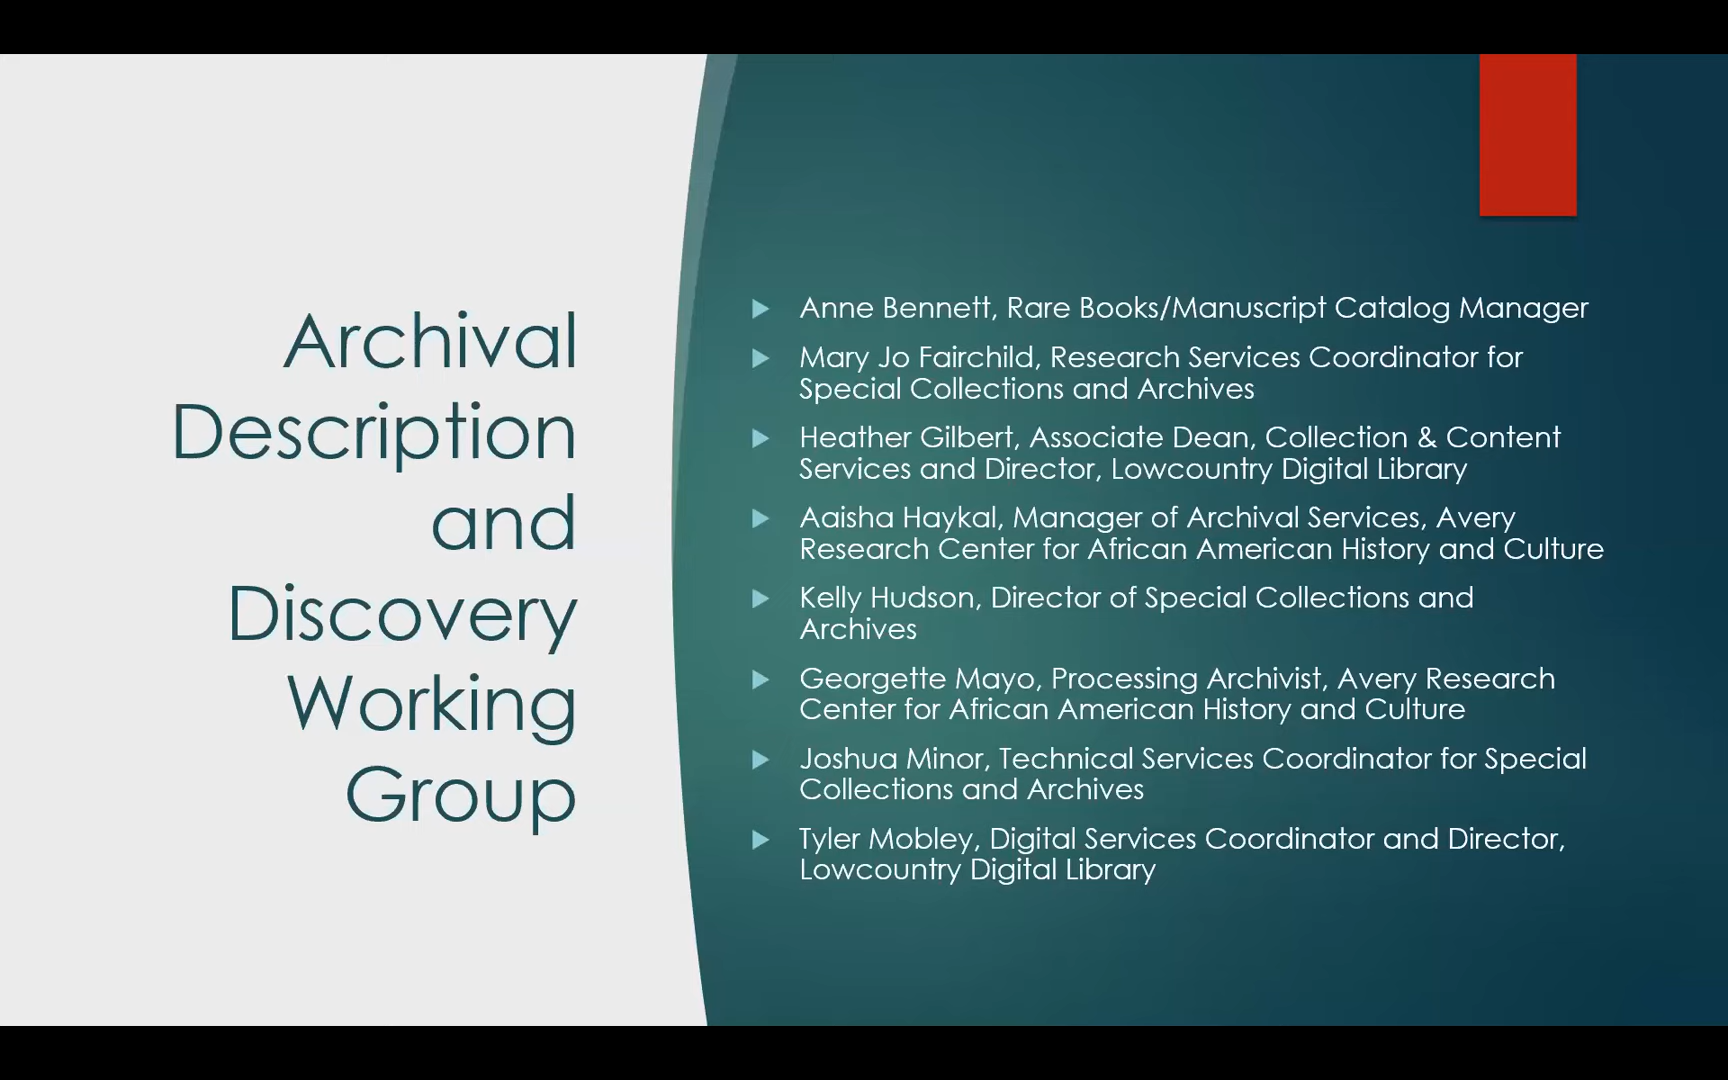 Archival
Description
and
Discovery
Working
Group
Anne Bennett, Rare Books/Manuscript Catalog Manager
Mary Jo Fairchild, Research Services Coordinator for
Special Collections and Archives
Heather Gilbert, Associate Dean, Collection & Content
Services and Director, Lowcountry Digital Library
Aaisha Haykal, Manager of Archival Services, Avery
Research Center for African American History and Culture
Kelly Hudson, Director of Special Collections and
Archives
Georgette Mayo, Processing Archivist, Avery Research
Center for African American History and Culture
Joshua Minor, Technical Services Coordinator for Special
Collections and Archives
Tyler Mobley, Digital Services Coordinator and Director,
Lowcountry Digital Library